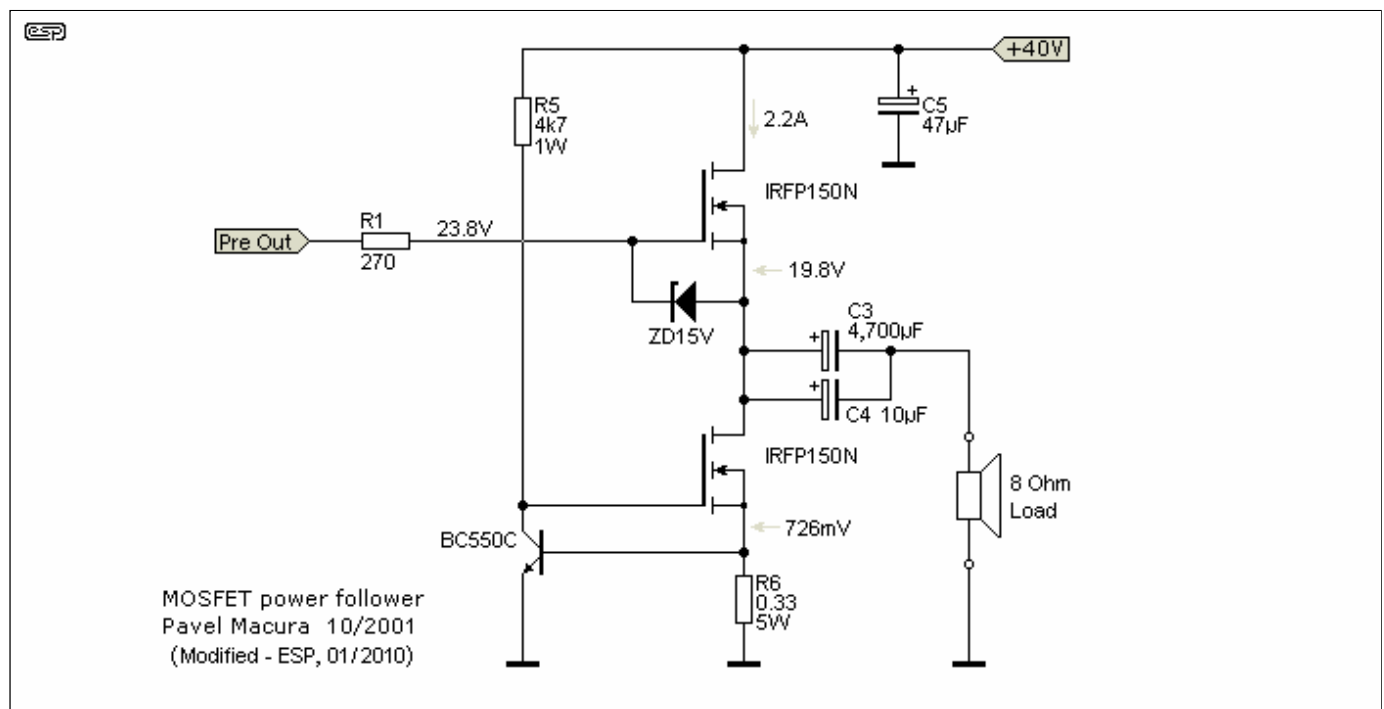 esp
+40V
R5
4k7
1W
2.2A
C5
47µF
IRFP150N
R1
Pre Out
23.8V
270
19.8V
ZD15V
C3
4,700µF
+
+
+
C4 10µF
IRFP150N
8 Ohm
Load
BC550C
726mV
R6
0.33
5W
MOSFET power follower
Pavel Macura 10/2001
(Modified - ESP, 01/2010)